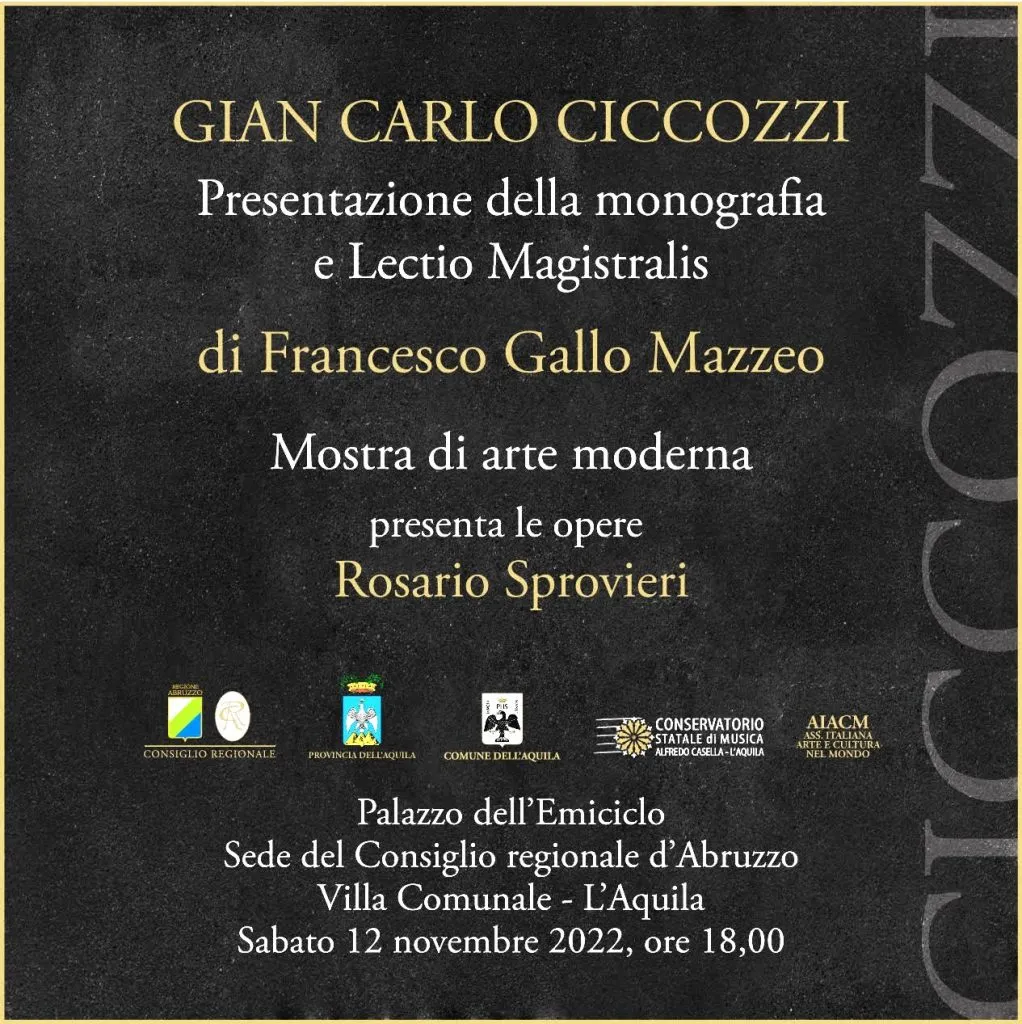 GIAN CARLO CICCOZZI
Presentazione della monografia
e Lectio Magistralis
di Francesco Gallo Mazzeo
Mostra di arte moderna
presenta le opere
Rosario Sprovieri
REGIONE
ABRUZZO
CONSIGLIO REGIONALE
PROVINCIA DELL'AQUILA
PHS
COMUNE DELL'AQUILA
CONSERVATORIO
STATALE di MUSICA
ALFREDO CASELLA - L'AQUILA
AIACM
ASS. ITALIANA
ARTE E CULTURA
NEL MONDO
Palazzo dell'Emiciclo
Sede del Consiglio regionale d'Abruzzo
Villa Comunale - L'Aquila
Sabato 12 novembre 2022, ore 18,00
CICCOZZI